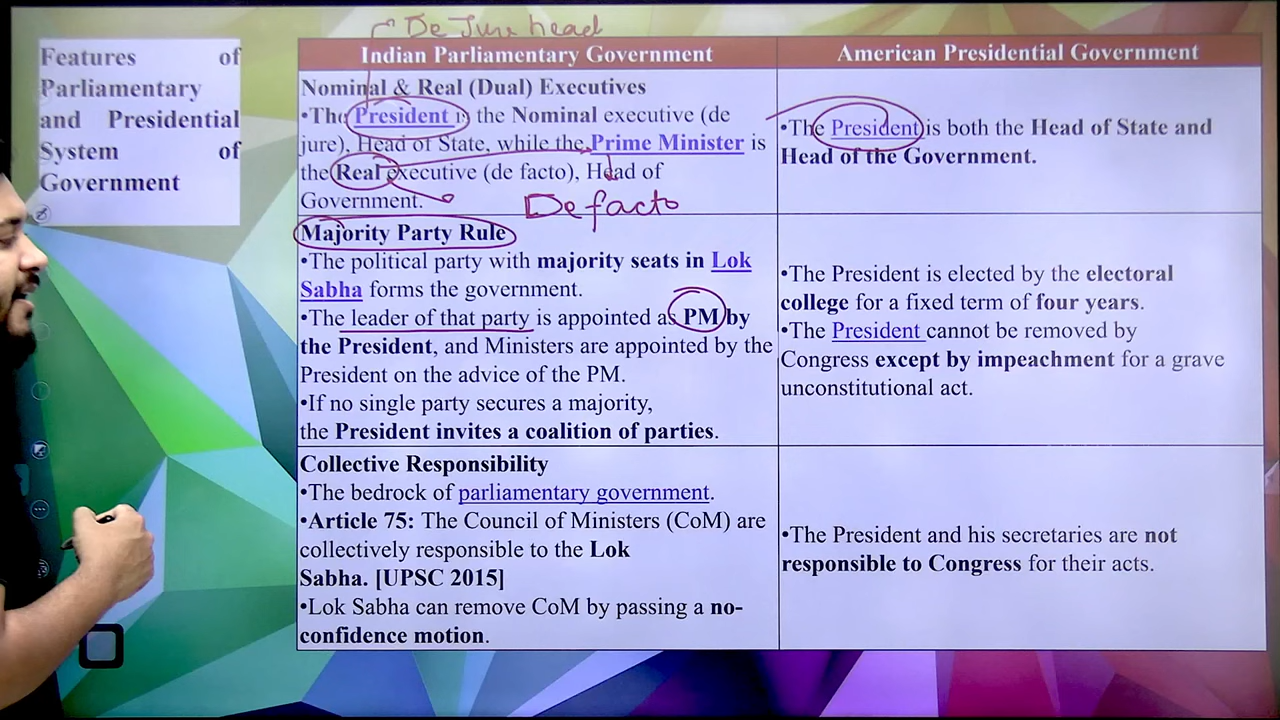 Features of
Parliamentary
and Presidential
System of
Government
De Jure head
Indian Parliamentary Government
American Presidential Government
Nominal & Real (Dual) Executives
•The President is the Nominal executive (de
jure), Head of State, while the Prime Minister is
the Real executive (de facto), Head of
Government.
De facto
•The President is both the Head of State and
Head of the Government.
Majority Party Rule
•The political party with majority seats in Lok
Sabha forms the government.
•The leader of that party is appointed as PM by
the President, and Ministers are appointed by the
President on the advice of the PM.
•If no single party secures a majority,
the President invites a coalition of parties.
•The President is elected by the electoral
college for a fixed term of four years.
•The President cannot be removed by
Congress except by impeachment for a grave
unconstitutional act.
Collective Responsibility
•The bedrock of parliamentary government.
•Article 75: The Council of Ministers (CoM) are
collectively responsible to the Lok
Sabha. [UPSC 2015]
•Lok Sabha can remove CoM by passing a no-
confidence motion.
•The President and his secretaries are not
responsible to Congress for their acts.